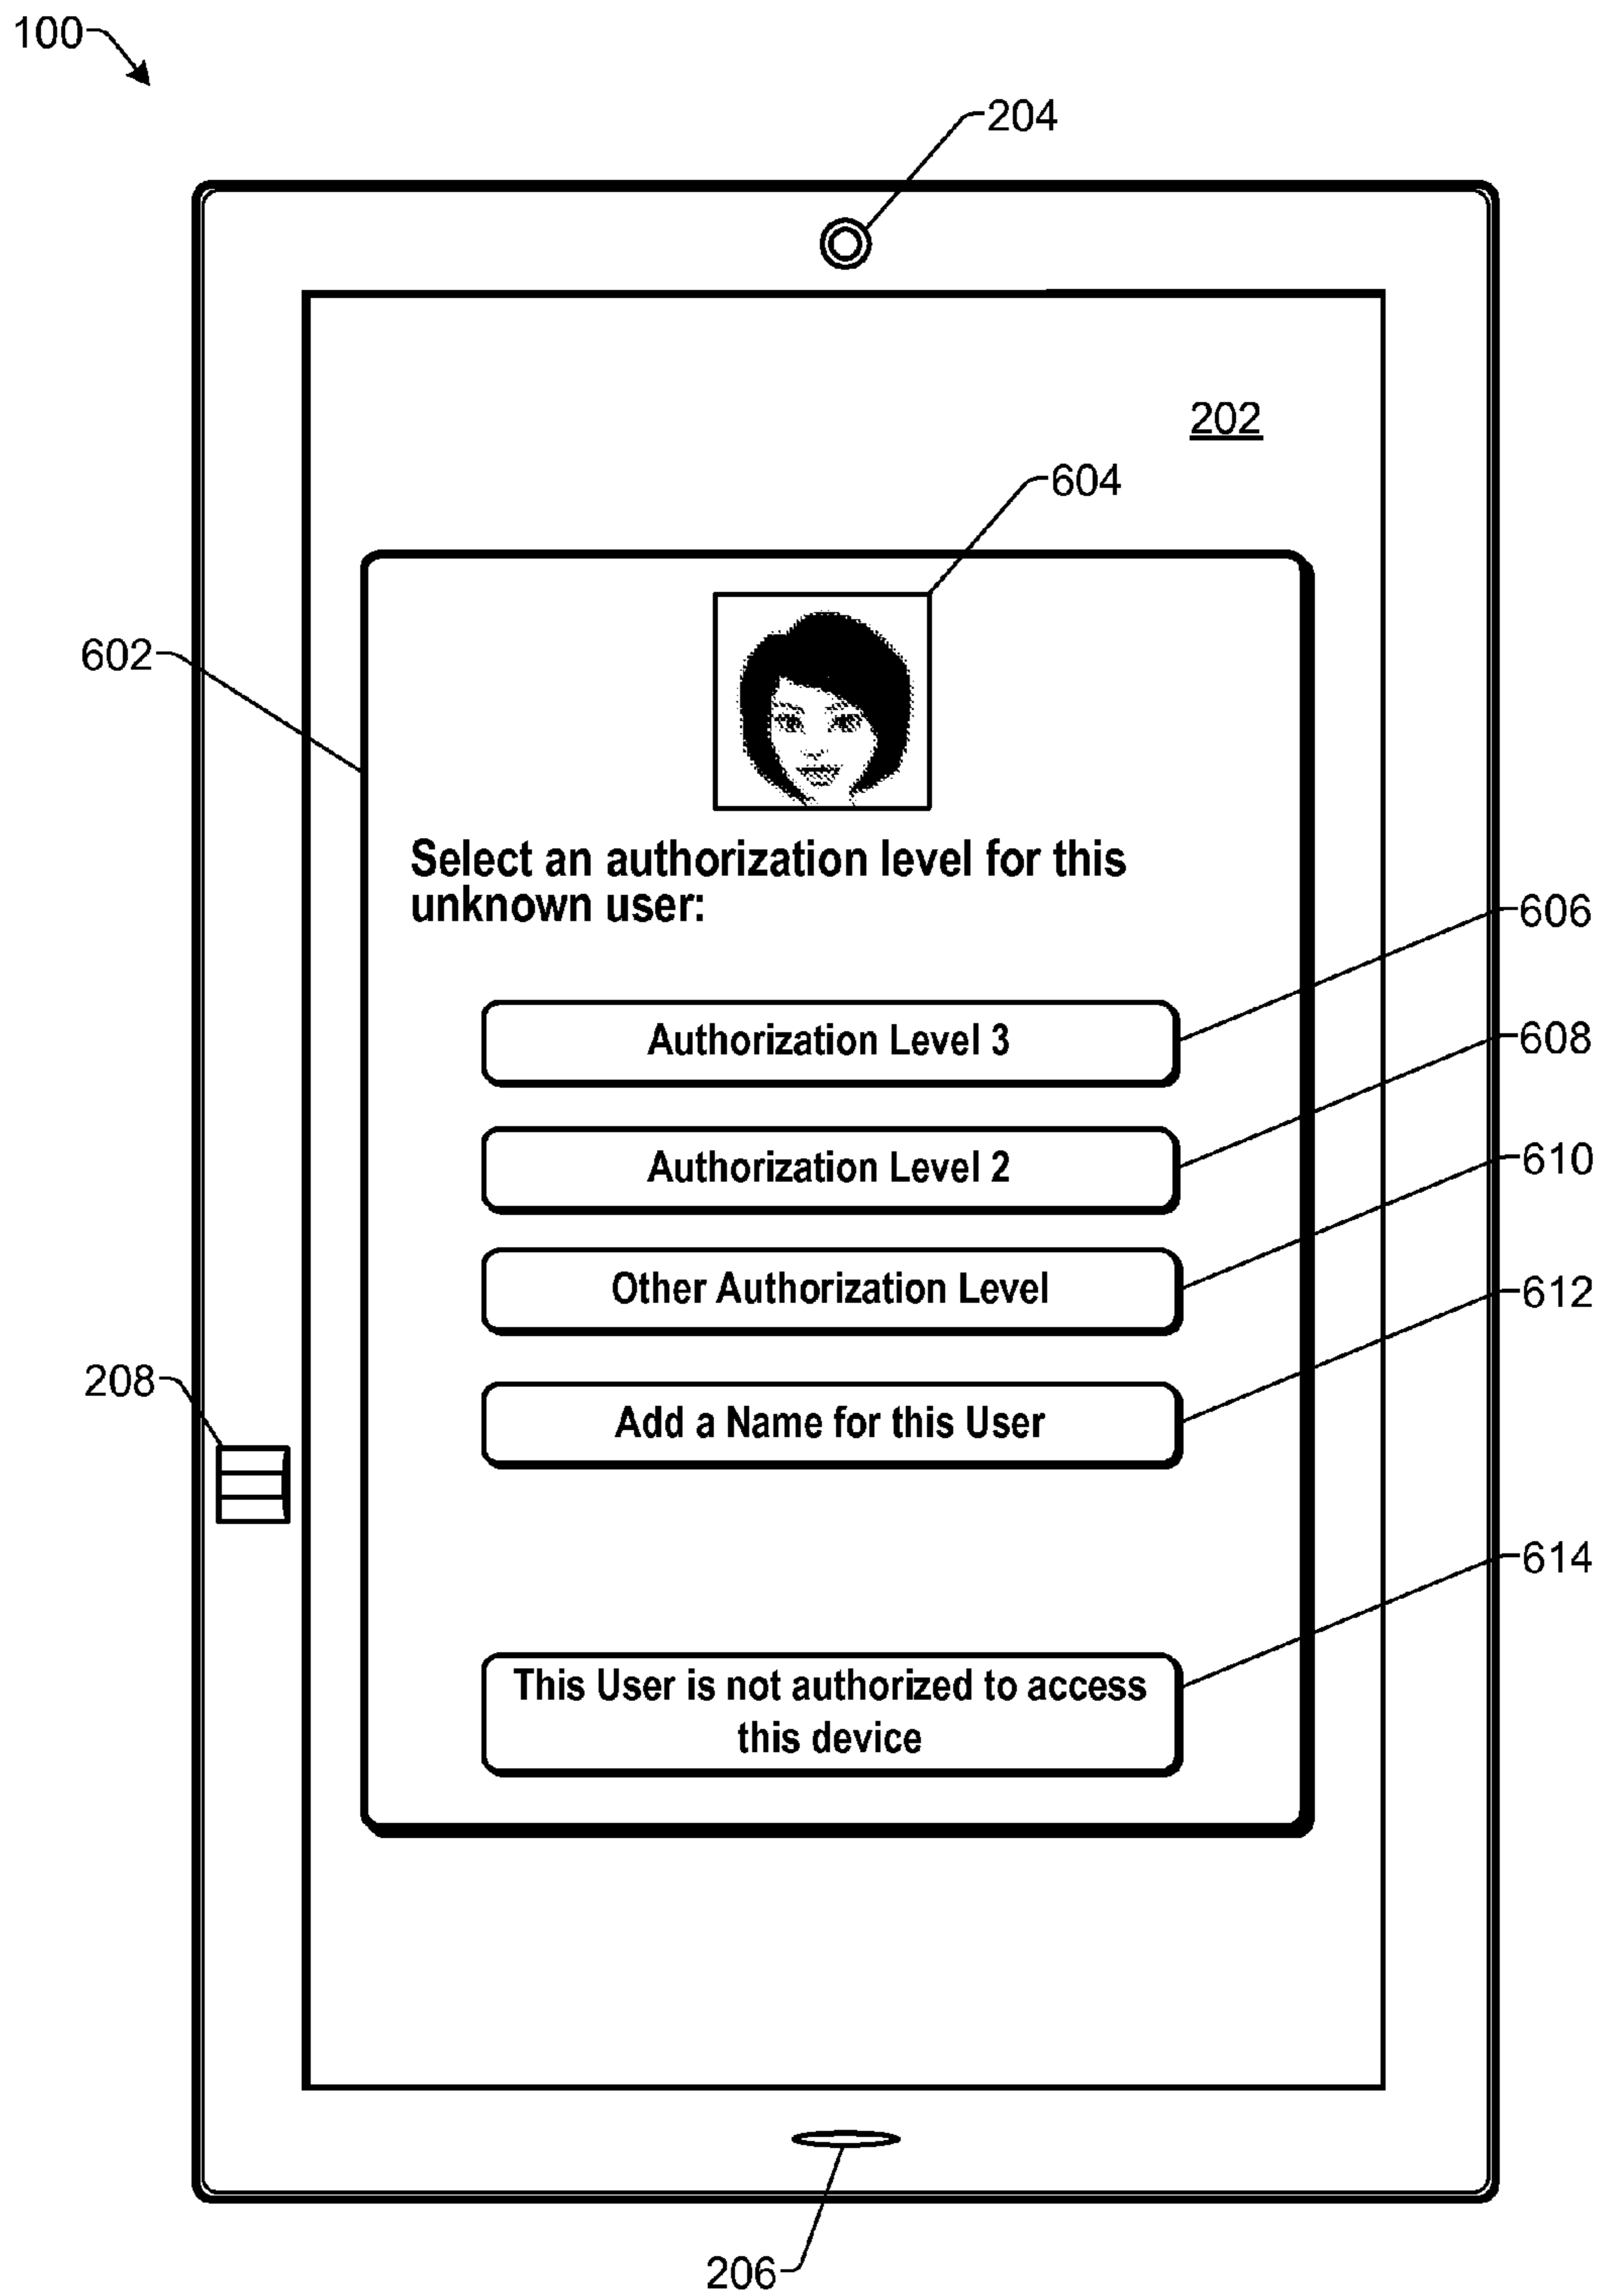 100
204
202
604
602
Select an authorization level for this
unknown user:
606
Authorization Level 3
608
Authorization Level 2
610
Other Authorization Level
612
Add a Name for this User
208
614
This User is not authorized to access
this device
206